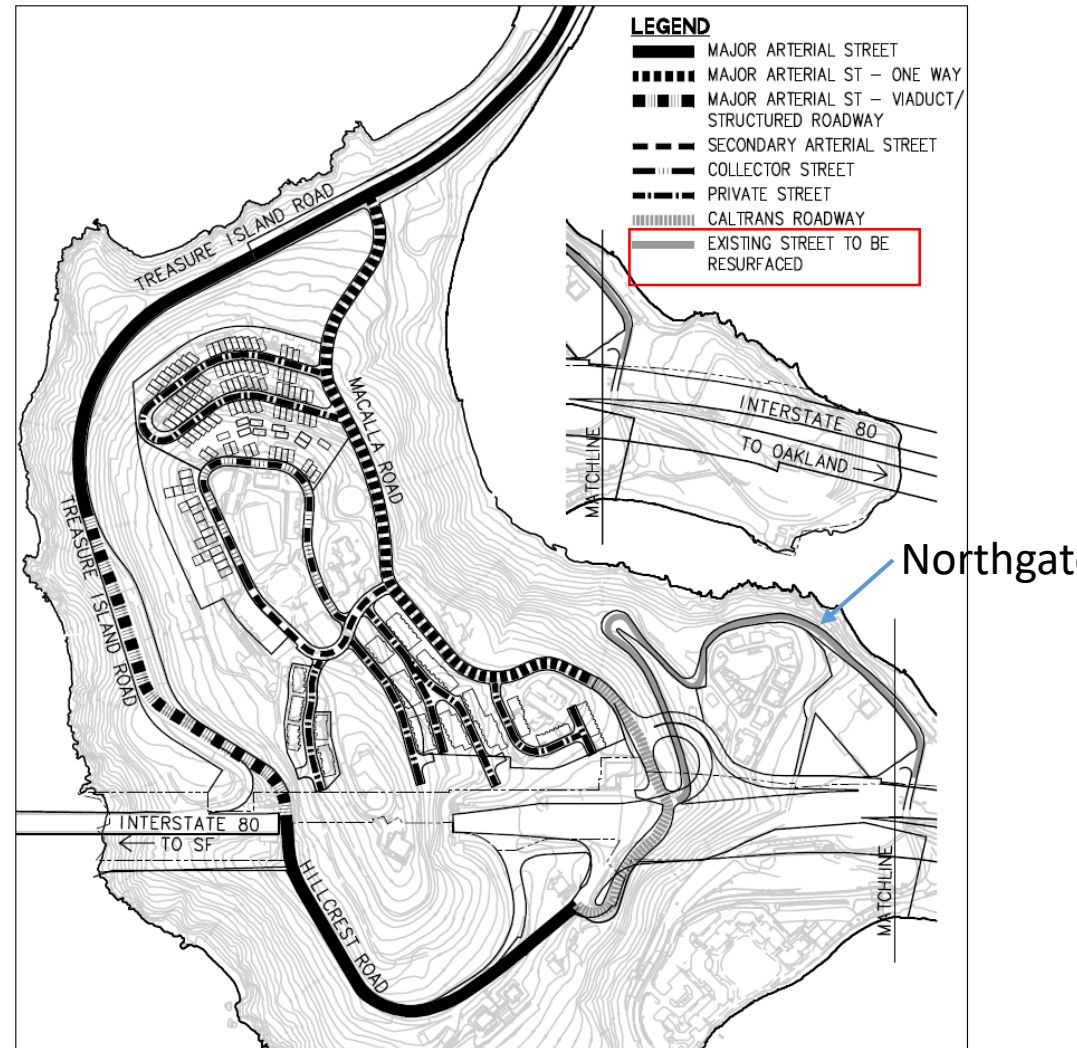 LEGEND
MAJOR ARTERIAL STREET
MAJOR ARTERIAL ST – ONE WAY
MAJOR ARTERIAL ST – VIADUCT/
STRUCTURED ROADWAY
SECONDARY ARTERIAL STREET
COLLECTOR STREET
PRIVATE STREET
CALTRANS ROADWAY
EXISTING STREET TO BE
RESURFACED
TREASURE ISLAND ROAD
MACALLA ROAD
INTERSTATE 80
TO OAKLAND
MATCHLINE
TREASURE ISLAND ROAD
Northgate
INTERSTATE 80
TO SF
HILLCREST ROAD
MATCHLINE